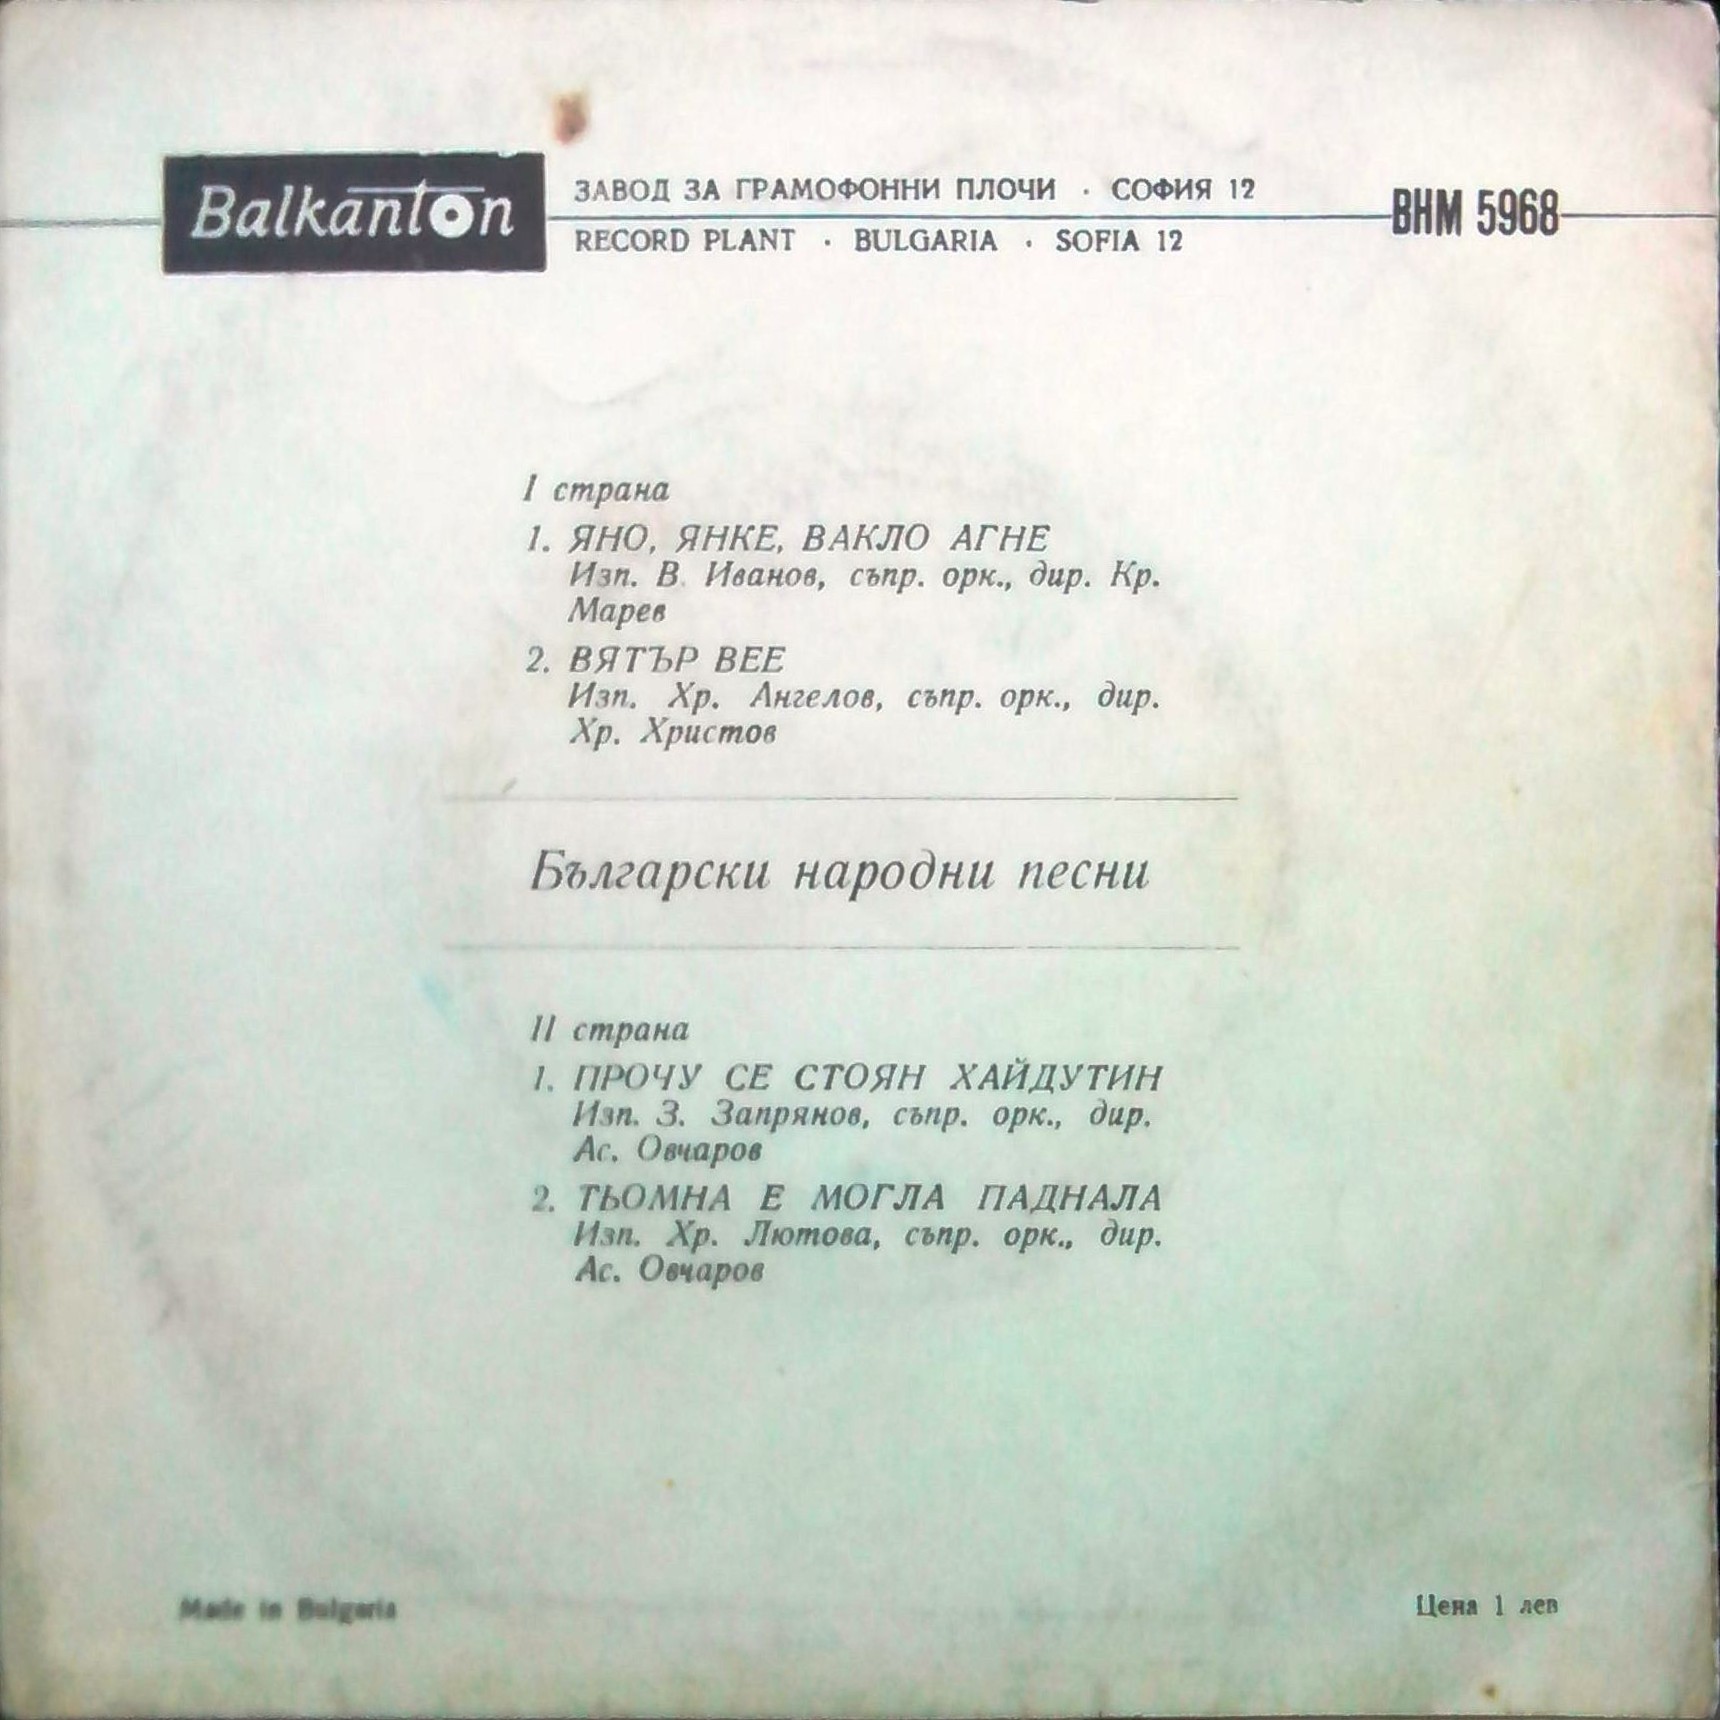 Balkanton
ЗАВОД ЗА ГРАМОФОННИ ПЛОЧИ · СОФИЯ 12
RECORD PLANT · BULGARIA · SOFIA 12
ВНМ 5968
I страна
1. ЯНО, ЯНКЕ, ВАКЛО АГНЕ
Изп. В. Иванов, съпр. орк., дир. Кр.
Марев
2. ВЯТЪР ВЕЕ
Изп. Хр. Ангелов, съпр. орк., дир.
Хр. Христов
Български народни песни
II страна
1. ПРОЧУ СЕ СТОЯН ХАЙДУТИН
Изп. З. Запрянов, съпр. орк., дир.
Ас. Овчаров
2. ТЬОМНА Е МОГЛА ПАДНАЛА
Изп. Хр. Лютова, съпр. орк., дир.
Ас. Овчаров
Made in Bulgaria
Цена 1 лев